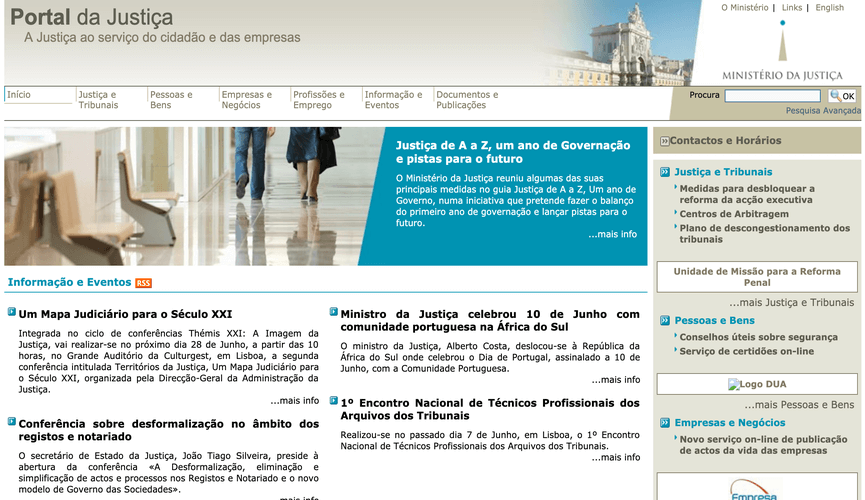 Portal da Justiça
A Justiça ao serviço do cidadão e das empresas
O Ministério | Links | English
MINISTÉRIO DA JUSTIÇA
Início
Justiça e
Tribunais
Pessoas e
Bens
Empresas e
Negócios
Profissões e
Emprego
Informação e
Eventos
Documentos e
Publicações
Procura
OK
Pesquisa Avançada
Justiça de A a Z, um ano de Governação
e pistas para o futuro
O Ministério da Justiça reuniu algumas das suas
principais medidas no guia Justiça de A a Z, Um ano de
Governo, numa iniciativa que pretende fazer o balanço
do primeiro ano de governação e lançar pistas para o
futuro.
...mais info
Informação e Eventos RSS
Um Mapa Judiciário para o Século XXI
Integrada no ciclo de conferências Thémis XXI: A Imagem da
Justiça, vai realizar-se no próximo dia 28 de Junho, a partir das 10
horas, no Grande Auditório da Culturgest, em Lisboa, a segunda
conferência intitulada Territórios da Justiça, Um Mapa Judiciário para
o Século XXI, organizada pela Direcção-Geral da Administração da
Justiça.
...mais info
Conferência sobre desformalização no âmbito dos
registos e notariado
O secretário de Estado da Justiça, João Tiago Silveira, preside à
abertura da conferência «A Desformalização, eliminação e
simplificação de actos e processos nos Registos e Notariado e o novo
modelo de Governo das Sociedades».
...mais info
Ministro da Justiça celebrou 10 de Junho com
comunidade portuguesa na África do Sul
O ministro da Justiça, Alberto Costa, deslocou-se à República da
África do Sul onde celebrou o Dia de Portugal, assinalado a 10 de
Junho, com a Comunidade Portuguesa.
...mais info
1º Encontro Nacional de Técnicos Profissionais dos
Arquivos dos Tribunais
Realizou-se no passado dia 7 de Junho, em Lisboa, o 1º Encontro
Nacional de Técnicos Profissionais dos Arquivos dos Tribunais.
...mais info
Contactos e Horários
Justiça e Tribunais
Medidas para desbloquear a
reforma da acção executiva
Centros de Arbitragem
Plano de descongestionamento dos
tribunais
Unidade de Missão para a Reforma
Penal
...mais Justiça e Tribunais
Pessoas e Bens
Conselhos úteis sobre segurança
Serviço de certidões on-line
Logo DUA
...mais Pessoas e Bens
Empresas e Negócios
Novo serviço on-line de publicação
de actos da vida das empresas
Empresa